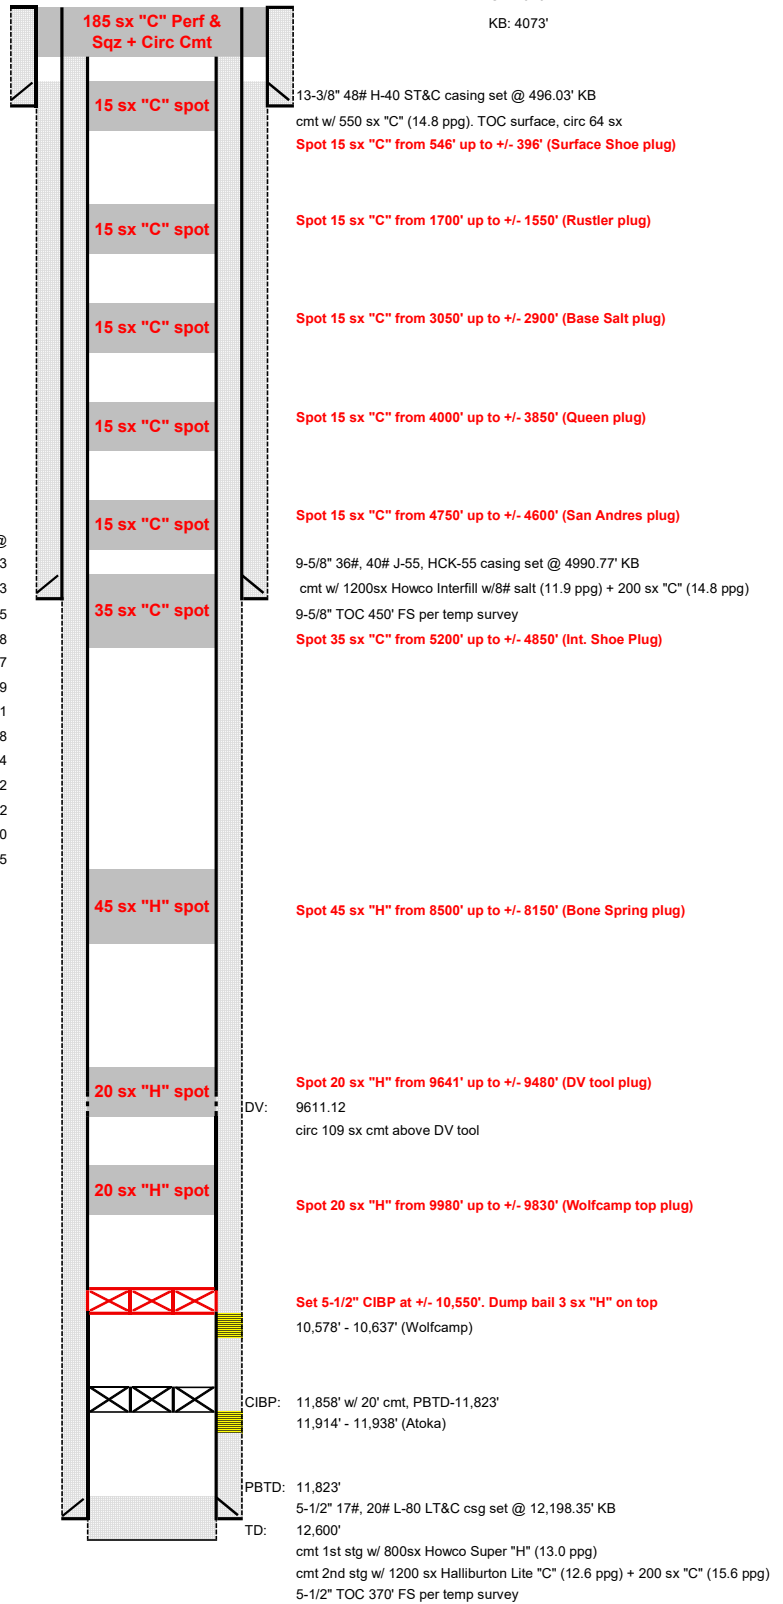 KB: 4073'
185 sx "C" Perf &
Sqz + Circ Cmt
13-3/8" 48# H-40 ST&C casing set @ 496.03' KB
15 sx "C" spot
cmt w/ 550 sx "C" (14.8 ppg). TOC surface, circ 64 sx
Spot 15 sx "C" from 546' up to +/- 396' (Surface Shoe plug)
15 sx "C" spot
Spot 15 sx "C" from 1700' up to +/- 1550' (Rustler plug)
15 sx "C" spot
Spot 15 sx "C" from 3050' up to +/- 2900' (Base Salt plug)
15 sx "C" spot
Spot 15 sx "C" from 4000' up to +/- 3850' (Queen plug)
15 sx "C" spot
Spot 15 sx "C" from 4750' up to +/- 4600' (San Andres plug)
@
3
9-5/8" 36#, 40# J-55, HCK-55 casing set @ 4990.77' KB
3
cmt w/ 1200sx Howco Interfill w/8# salt (11.9 ppg) + 200 sx "C" (14.8 ppg)
35 sx "C" spot
5
9-5/8" TOC 450' FS per temp survey
8
Spot 35 sx "C" from 5200' up to +/- 4850' (Int. Shoe Plug)
7
9
1
8
4
2
2
0
5
45 sx "H" spot
Spot 45 sx "H" from 8500' up to +/- 8150' (Bone Spring plug)
20 sx "H" spot
Spot 20 sx "H" from 9641' up to +/- 9480' (DV tool plug)
DV: 9611.12
circ 109 sx cmt above DV tool
20 sx "H" spot
Spot 20 sx "H" from 9980' up to +/- 9830' (Wolfcamp top plug)
Set 5-1/2" CIBP at +/- 10,550'. Dump bail 3 sx "H" on top
10,578' - 10,637' (Wolfcamp)
CIBP: 11,858' w/ 20' cmt, PBTD-11,823'
11,914' - 11,938' (Atoka)
PBTD: 11,823'
5-1/2" 17#, 20# L-80 LT&C csg set @ 12,198.35' KB
TD: 12,600'
cmt 1st stg w/ 800sx Howco Super "H" (13.0 ppg)
cmt 2nd stg w/ 1200 sx Halliburton Lite "C" (12.6 ppg) + 200 sx "C" (15.6 ppg)
5-1/2" TOC 370' FS per temp survey